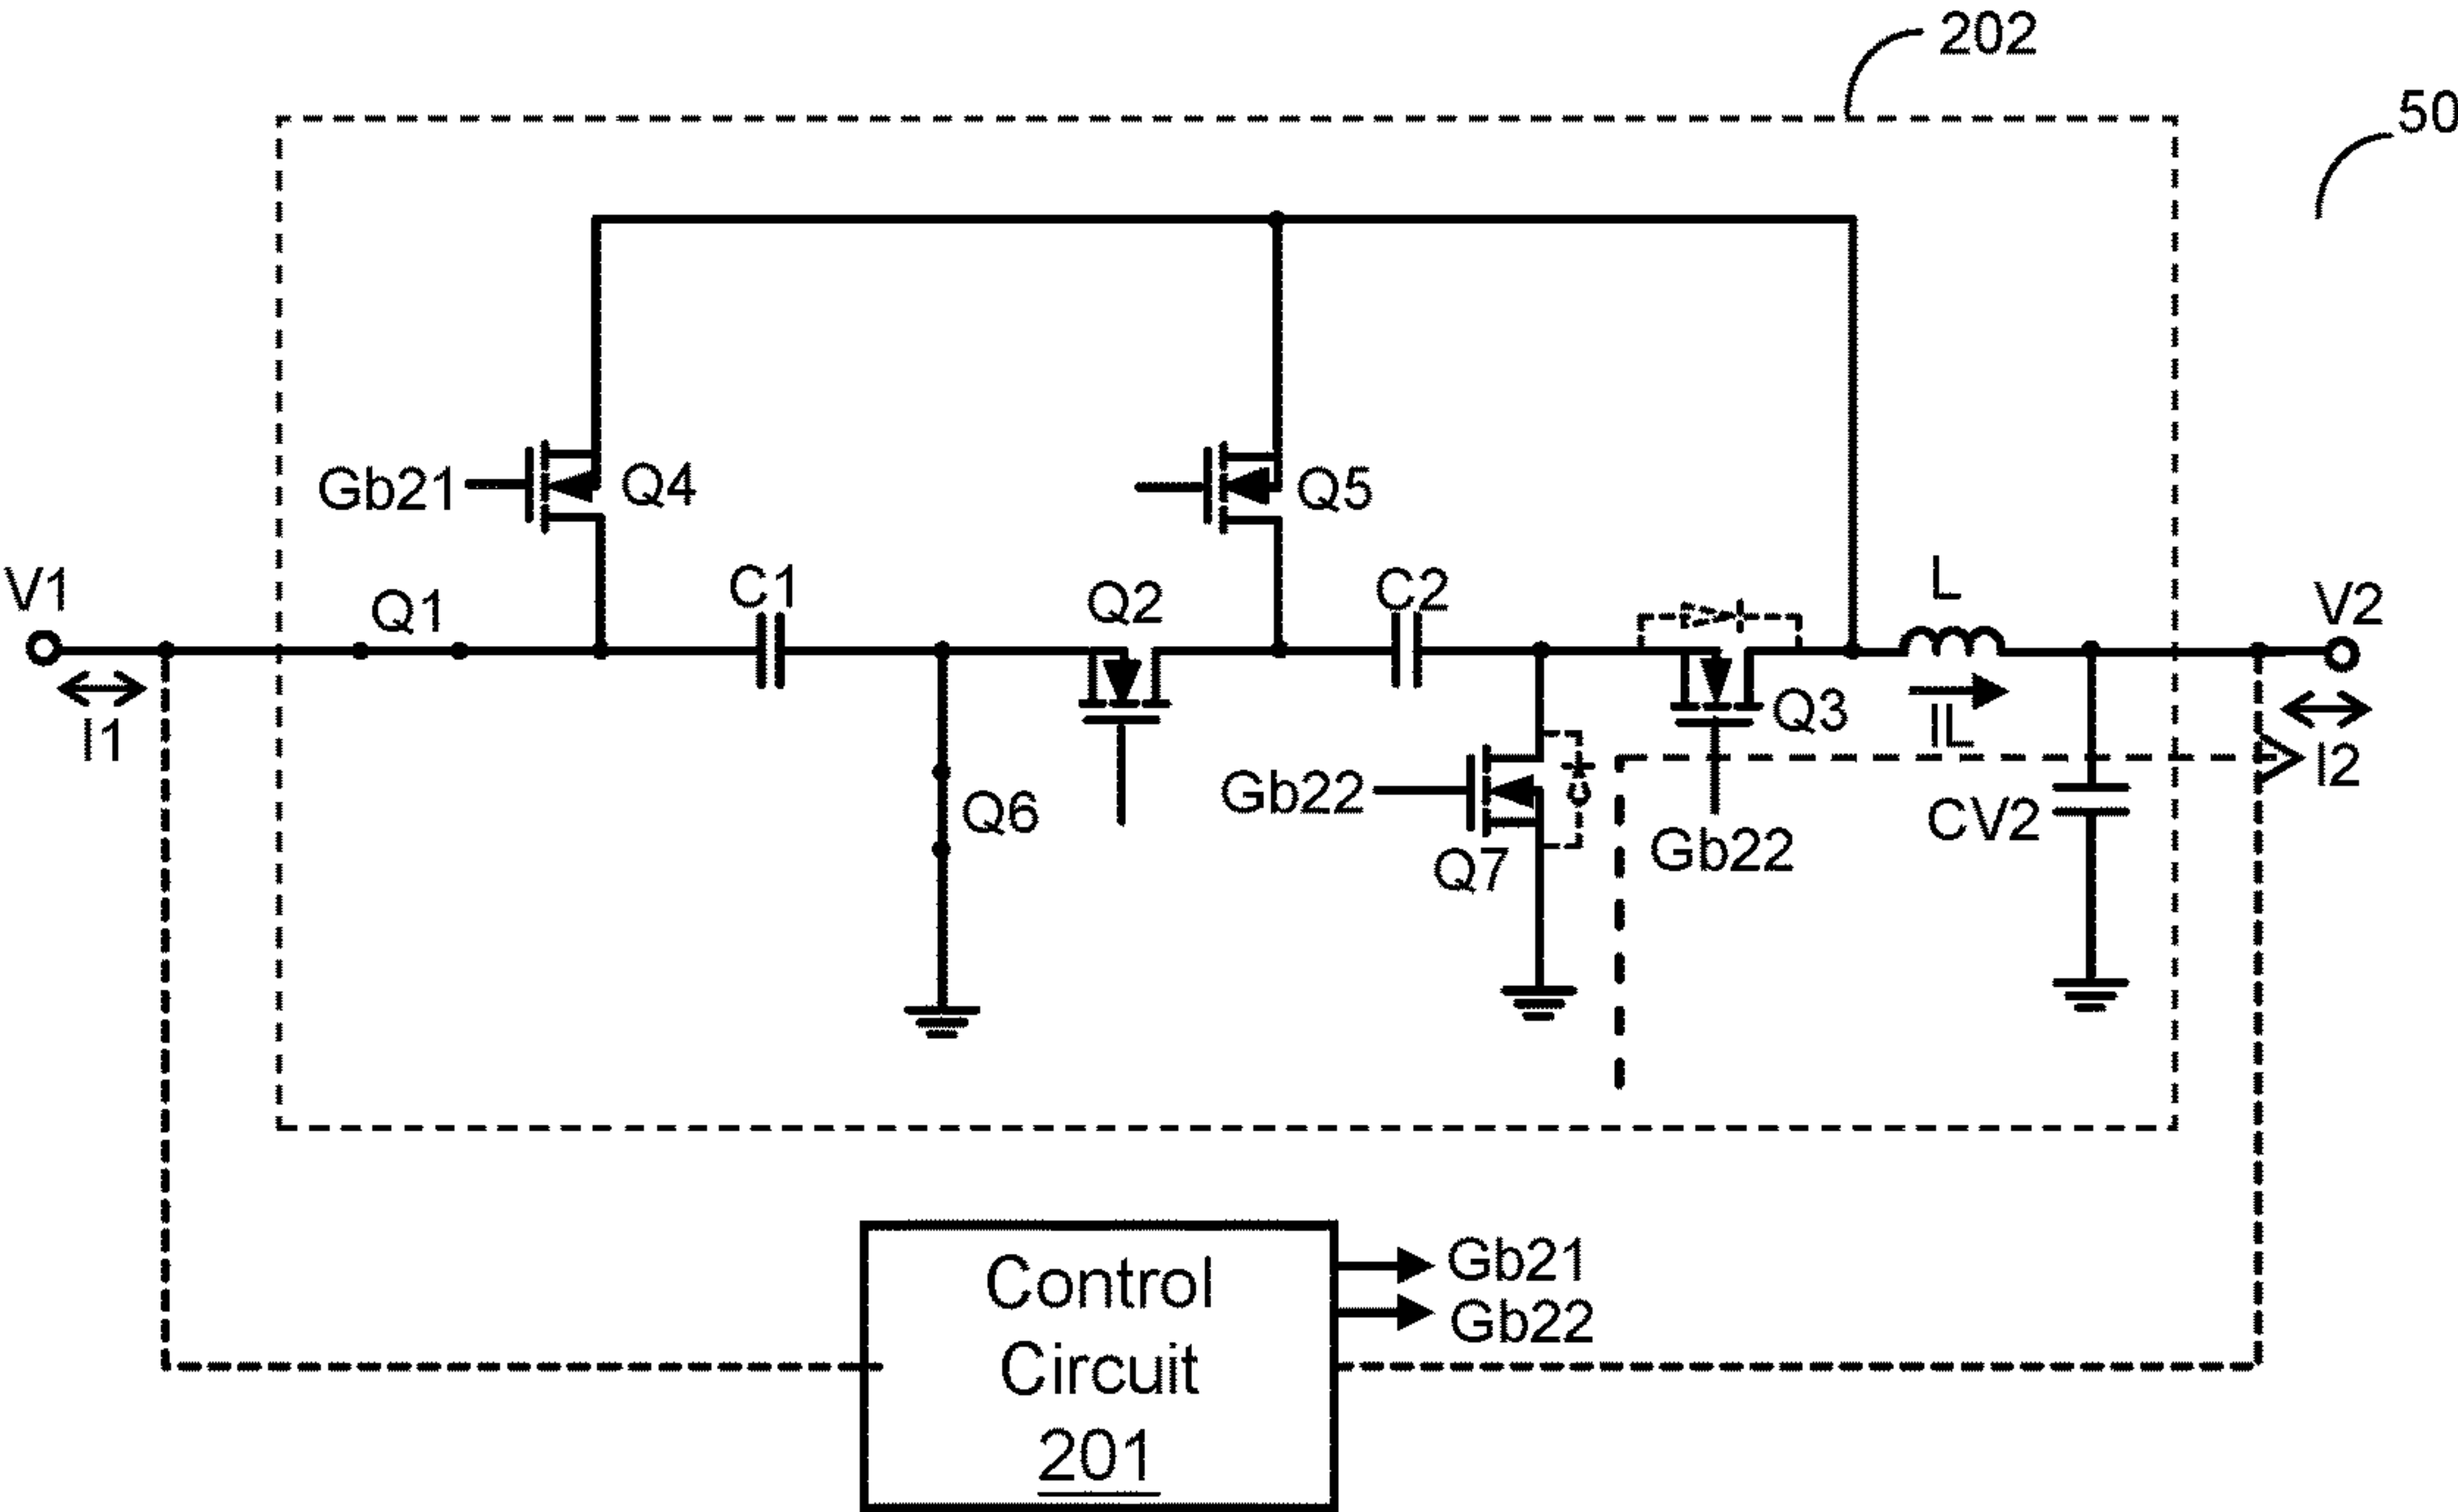 202
50
Gb21
Q4
Q5
V1
Q1
C1
Q2
C2
L
V2
I1
Q3
IL
I2
Gb22
Q6
CV2
Q7
Gb22
Control
Circuit
201
Gb21
Gb22